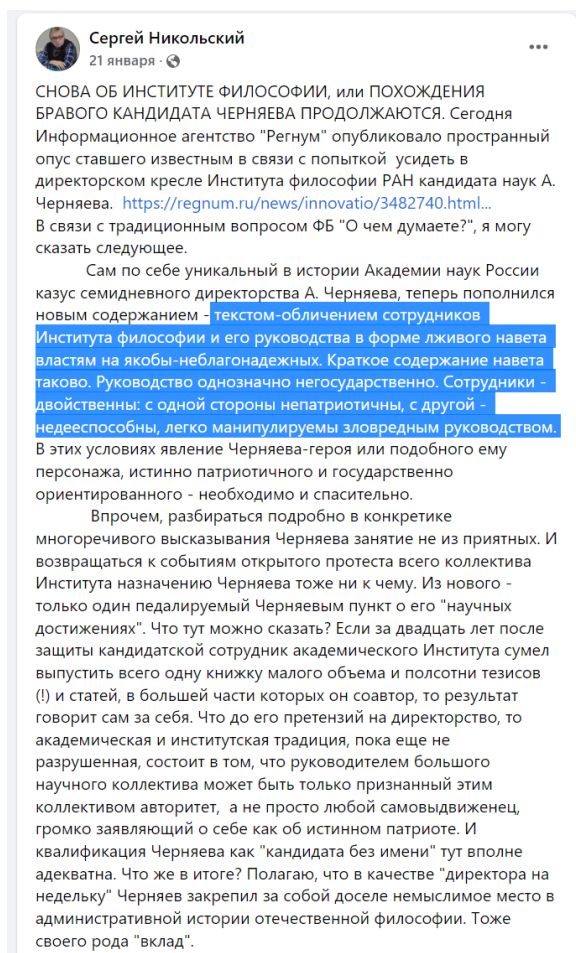 Сергей Никольский
21 января ·
СНОВА ОБ ИНСТИТУТЕ ФИЛОСОФИИ, или ПОХОЖДЕНИЯ
БРАВОГО КАНДИДАТА ЧЕРНЯЕВА ПРОДОЛЖАЮТСЯ. Сегодня
Информационное агентство "Регнум" опубликовало пространный
опус ставшего известным в связи с попыткой усидеть в
директорском кресле Института философии РАН кандидата наук А.
Черняева. https://regnum.ru/news/innovatio/3482740.html...
В связи с традиционным вопросом ФБ "О чем думаете?", я могу
сказать следующее.
Сам по себе уникальный в истории Академии наук России
казус семидневного директорства А. Черняева, теперь пополнился
новым содержанием - текстом-обличением сотрудников
Института философии и его руководства в форме лживого навета
властям на якобы-неблагонадежных. Краткое содержание навета
таково. Руководство однозначно негосударственно. Сотрудники -
двойственны: с одной стороны непатриотичны, с другой -
недееспособны, легко манипулируемы зловредным руководством.
В этих условиях явление Черняева-героя или подобного ему
персонажа, истинно патриотичного и государственно
ориентированного - необходимо и спасительно.
Впрочем, разбираться подробно в конкретике
многоречивого высказывания Черняева занятие не из приятных. И
возвращаться к событиям открытого протеста всего коллектива
Института назначению Черняева тоже ни к чему. Из нового -
только один педалируемый Черняевым пункт о его "научных
достижениях". Что тут можно сказать? Если за двадцать лет после
защиты кандидатской сотрудник академического Института сумел
выпустить всего одну книжку малого объема и полсотни тезисов
(!) и статей, в большей части которых он соавтор, то результат
говорит сам за себя. Что до его претензий на директорство, то
академическая и институтская традиция, пока еще не
разрушенная, состоит в том, что руководителем большого
научного коллектива может быть только признанный этим
коллективом авторитет, а не просто любой самовыдвиженец,
громко заявляющий о себе как об истинном патриоте. И
квалификация Черняева как "кандидата без имени" тут вполне
адекватна. Что же в итоге? Полагаю, что в качестве "директора на
недельку" Черняев закрепил за собой доселе немыслимое место в
административной истории отечественной философии. Тоже
своего рода "вклад".